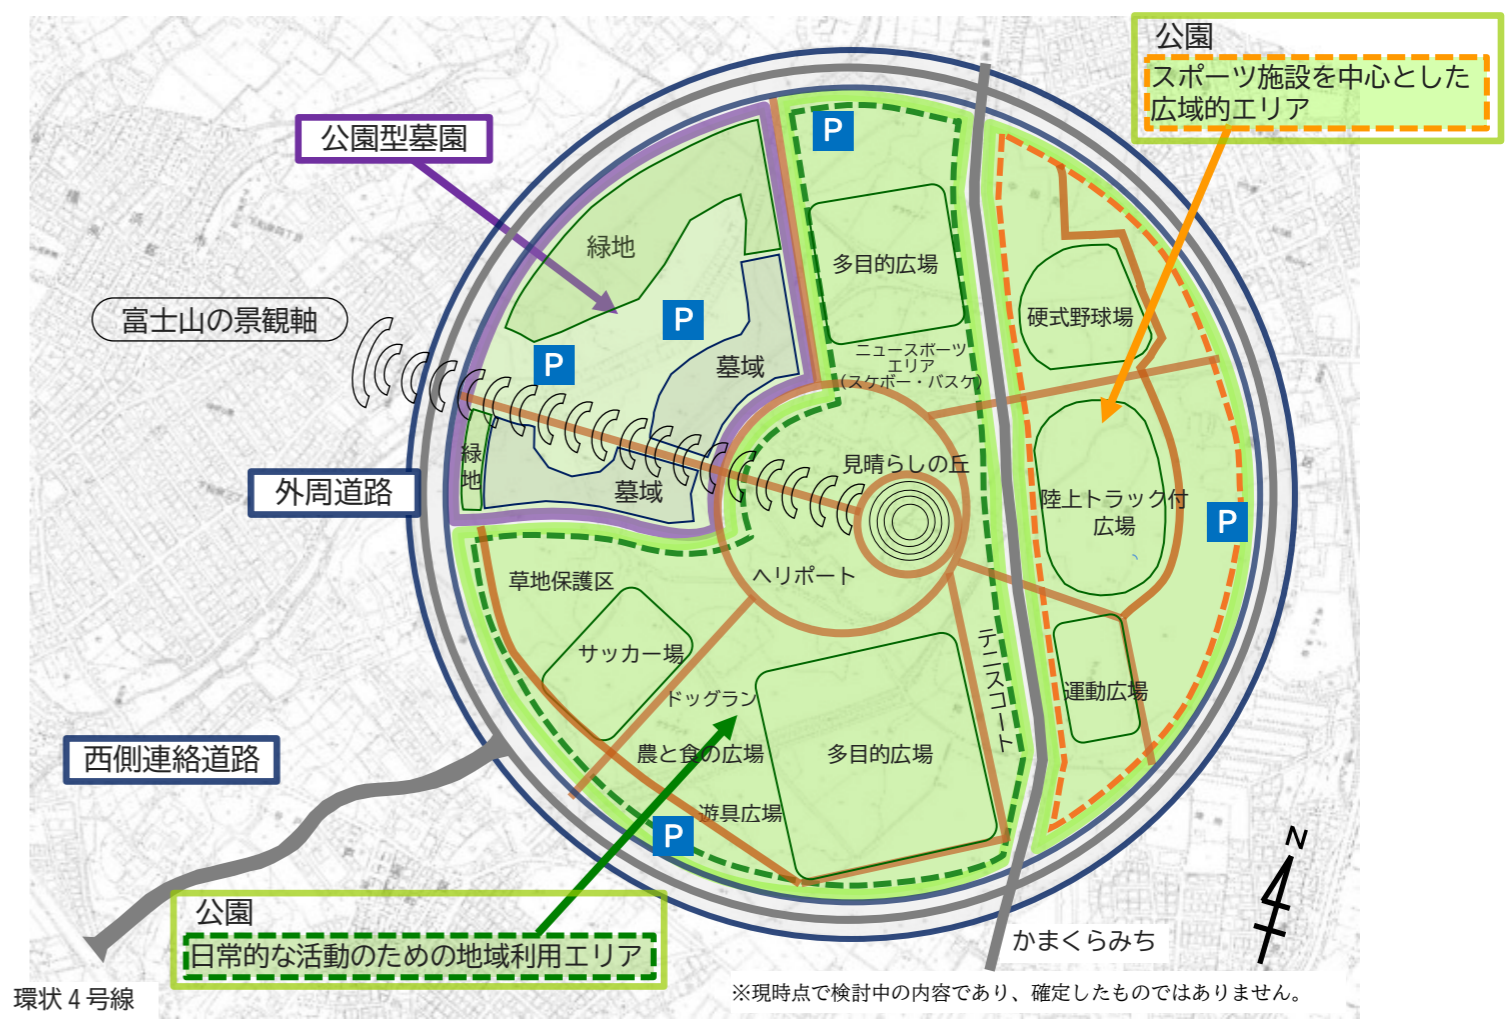 公園
スポーツ施設を中心とした
広域的エリア
公園型墓園
P
緑地
多目的広場
富士山の景観軸
P
硬式野球場
P
ニュースポーツ
エリア
(スケボー・バスケ)
墓域
緑
地
見晴らしの丘
外周道路
墓域
陸上トラック付
広場
P
ヘリポート
草地保護区
サッカー場
テニスコート
運動広場
ドッグラン
西側連絡道路
農と食の広場
多目的広場
遊具広場
P
N
公園
日常的な活動のための地域利用エリア
かまくらみち
環状4号線
※現時点で検討中の内容であり、確定したものではありません。